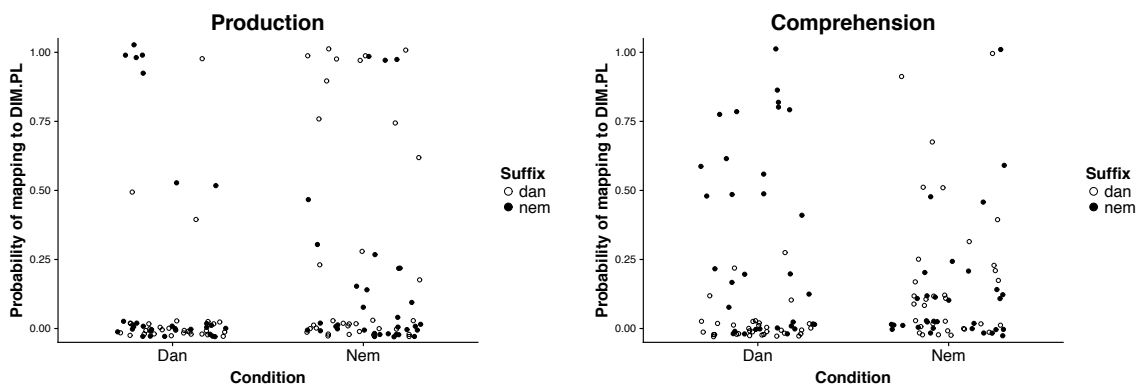 Production
Probability of mapping to DIM.PL
1.00
0.75
0.50
0.25
0.00
Dan
Nem
Condition
Suffix
dan
nem
Comprehension
Probability of mapping to DIM.PL
1.00
0.75
0.50
0.25
0.00
Dan
Nem
Condition
Suffix
dan
nem